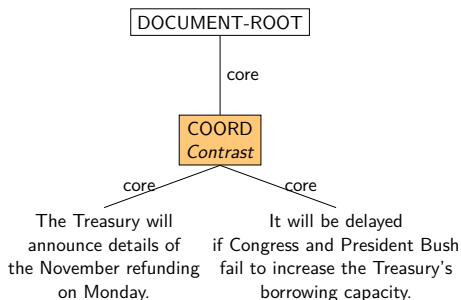 DOCUMENT-ROOT
core
COORD
Contrast
core
core
The Treasury will
announce details of
the November refunding
on Monday.
It will be delayed
if Congress and President Bush
fail to increase the Treasury's
borrowing capacity.